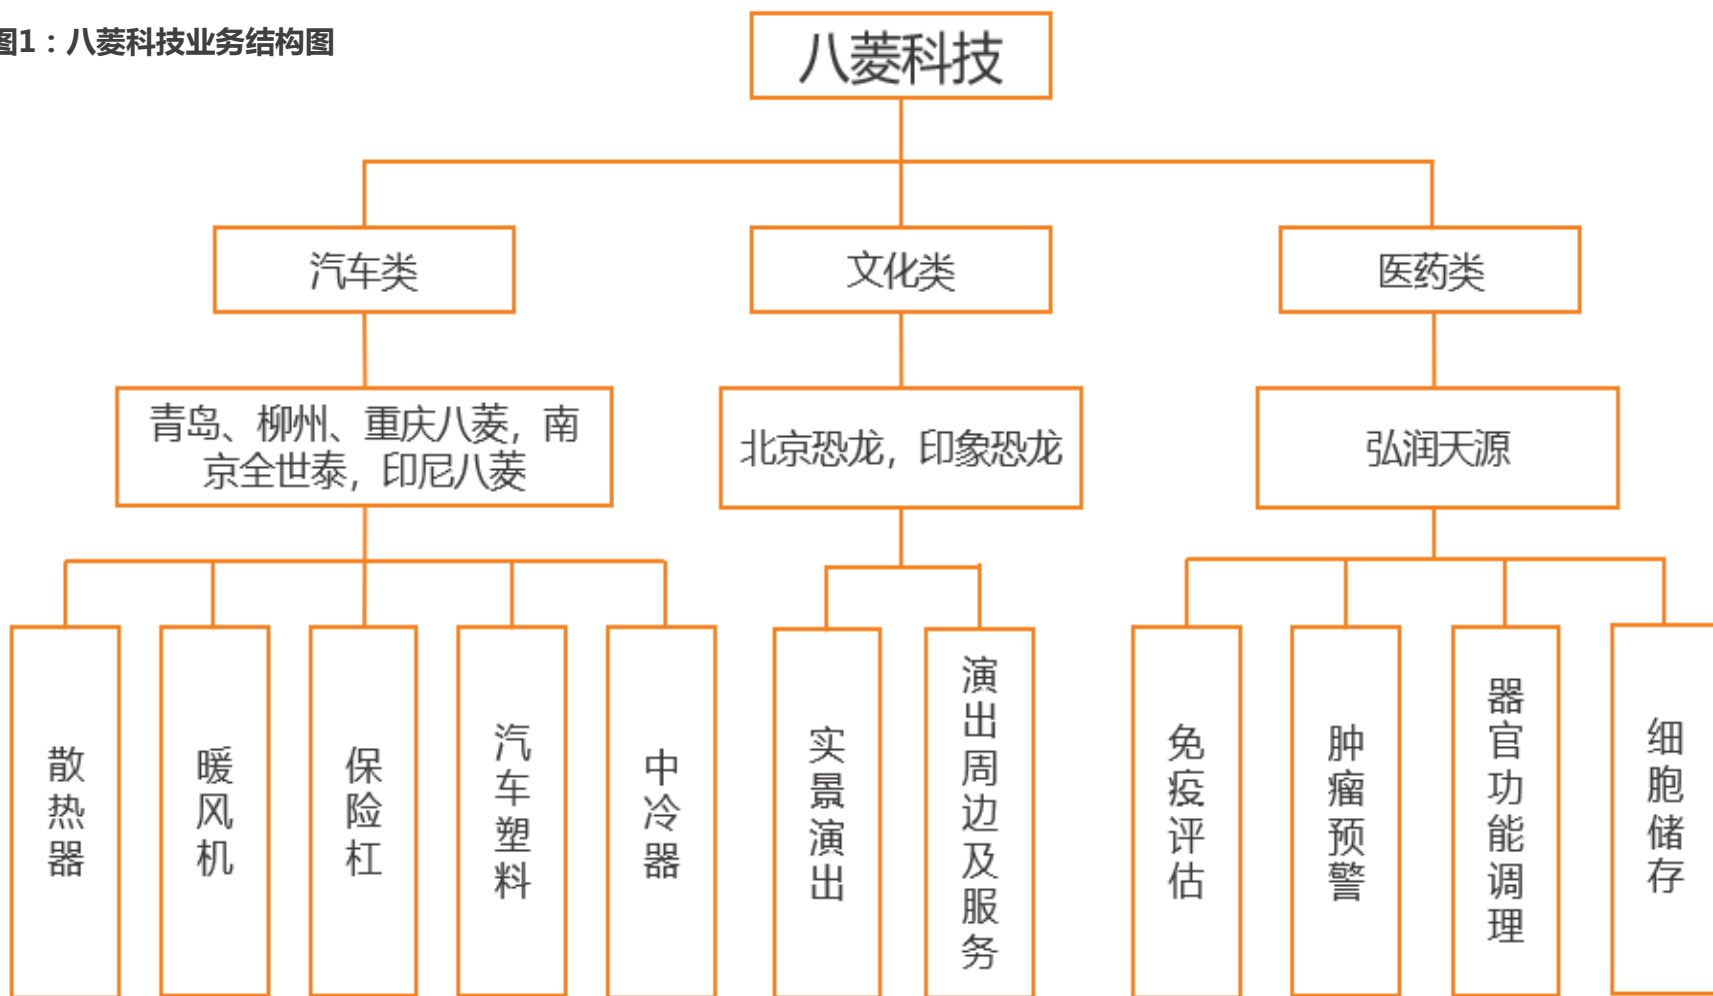 图1：八菱科技业务结构图
八菱科技
汽车类
文化类
医药类
青岛、柳州、重庆八菱，南
京全世泰，印尼八菱
北京恐龙，印象恐龙
弘润天源
散热器
暖风机
保险杠
汽车塑料
中冷器
实景演出
演出周边及服务
免疫评估
肿瘤预警
器官功能调理
细胞储存